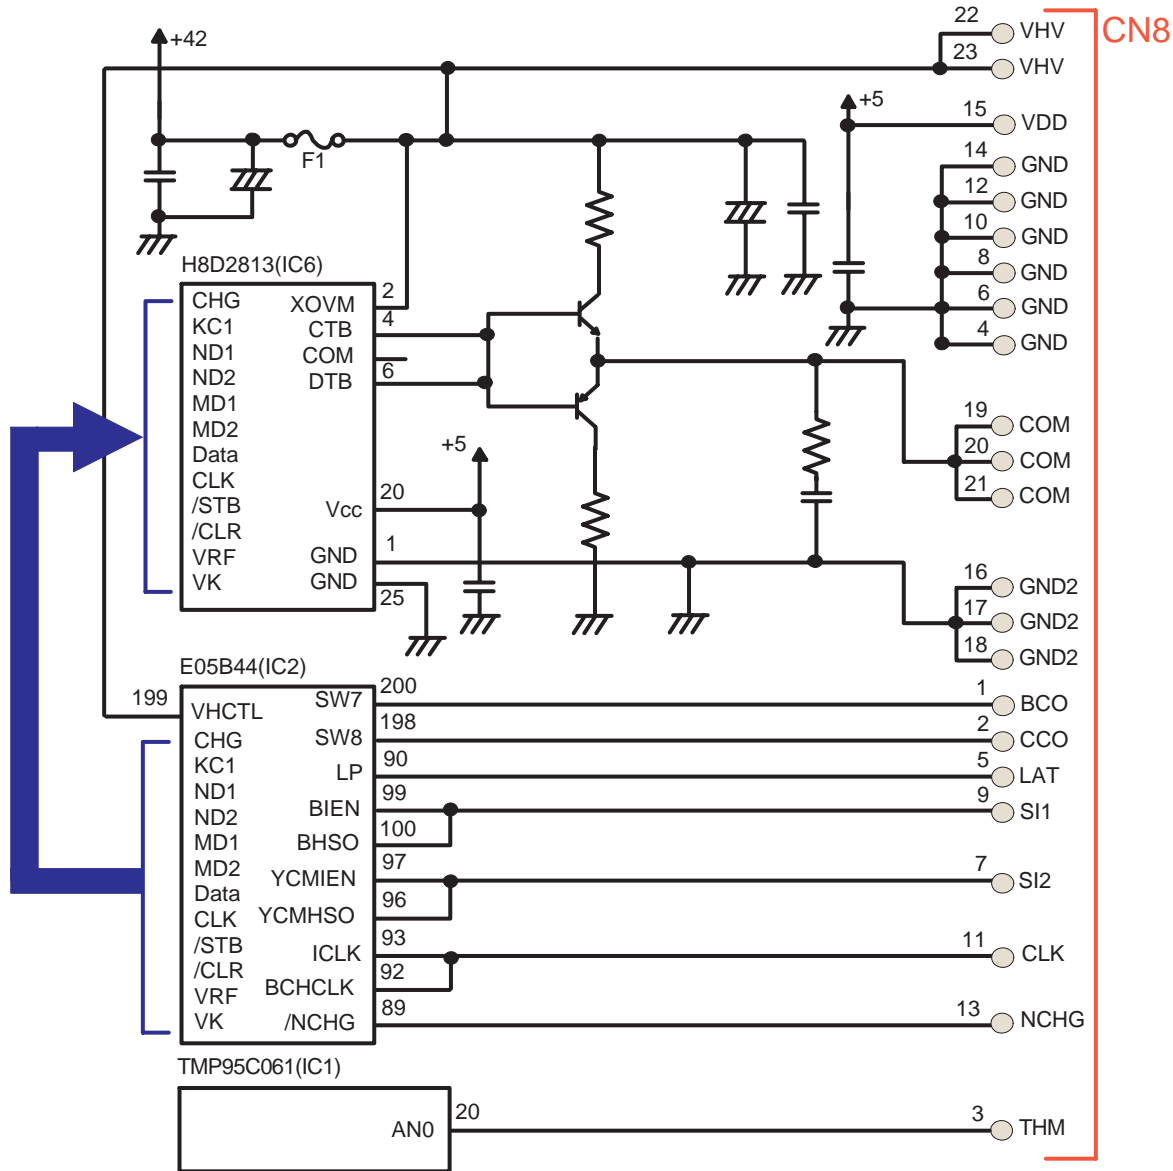 CN8
22 VHV
23 VHV
+42
+5
15 VDD
14 GND
12 GND
10 GND
8 GND
6 GND
4 GND
F1
H8D2813(IC6)
CHG
KC1
ND1
ND2
MD1
MD2
Data
CLK
/STB
/CLR
VRF
VK
XOVM 2
CTB 4
COM
DTB 6
Vcc 20
GND 1
GND 25
+5
19 COM
20 COM
21 COM
16 GND2
17 GND2
18 GND2
E05B44(IC2)
199 VHCTL
CHG
KC1
ND1
ND2
MD1
MD2
Data
CLK
/STB
/CLR
VRF
VK
SW7 200
SW8 198
LP 90
BIEN 99
BHSO 100
YCMIEN 97
YCMHSO 96
ICLK 93
BCHCLK 92
/NCHG 89
1 BCO
2 CCO
5 LAT
9 SI1
7 SI2
11 CLK
13 NCHG
TMP95C061(IC1)
AN0 20
3 THM